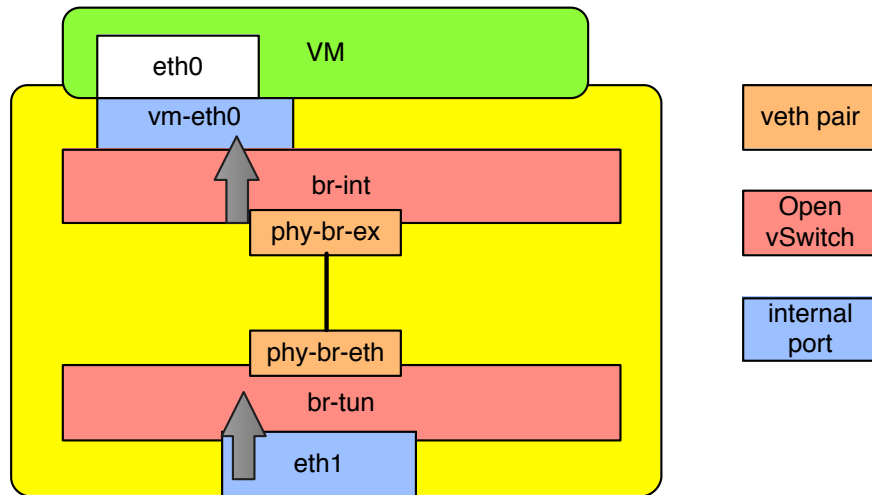 VM
eth0
vm-eth0
br-int
phy-br-ex
phy-br-eth
br-tun
eth1
veth pair
Open
vSwitch
internal
port